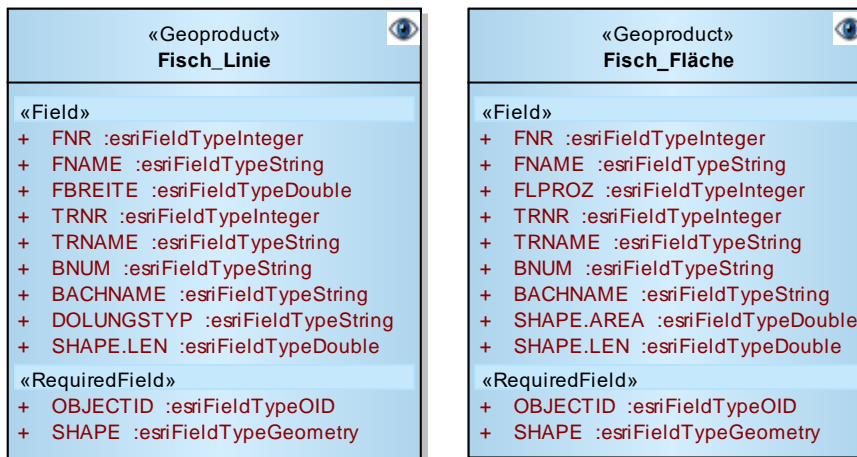 «Geoproduct»
Fisch_Linie
«Field»
+ FNR :esriFieldTypeInteger
+ FNAME :esriFieldTypeString
+ FBREITE :esriFieldTypeDouble
+ TRNR :esriFieldTypeInteger
+ TRNAME :esriFieldTypeString
+ BNUM :esriFieldTypeString
+ BACHNAME :esriFieldTypeString
+ DOLUNGSTYP :esriFieldTypeString
+ SHAPE.LEN :esriFieldTypeDouble
«RequiredField»
+ OBJECTID :esriFieldTypeOID
+ SHAPE :esriFieldTypeGeometry
«Geoproduct»
Fisch_Fläche
«Field»
+ FNR :esriFieldTypeInteger
+ FNAME :esriFieldTypeString
+ FLPROZ :esriFieldTypeInteger
+ TRNR :esriFieldTypeInteger
+ TRNAME :esriFieldTypeString
+ BNUM :esriFieldTypeString
+ BACHNAME :esriFieldTypeString
+ SHAPE.AREA :esriFieldTypeDouble
+ SHAPE.LEN :esriFieldTypeDouble
«RequiredField»
+ OBJECTID :esriFieldTypeOID
+ SHAPE :esriFieldTypeGeometry